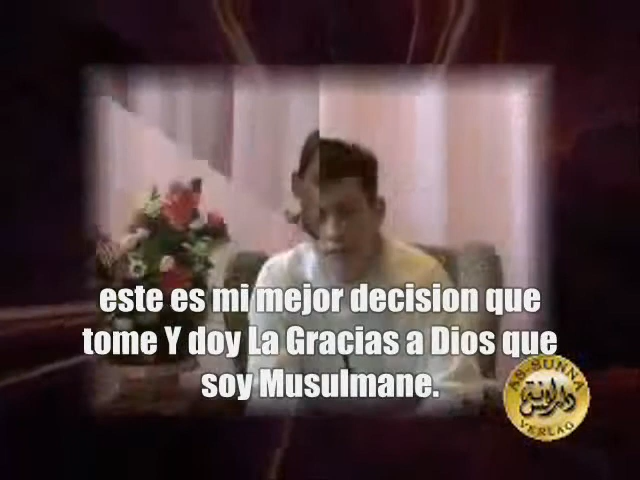 este es mi mejor decision que
tome Y doy La Gracias a Dios que
soy Musulmane.
AS-SUNNA
VERLAG